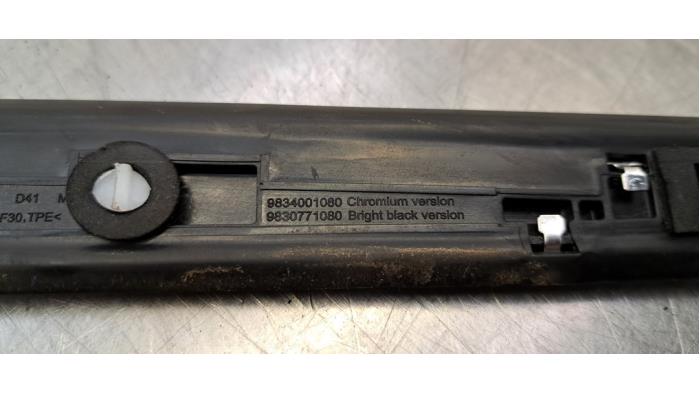 D41 M
F30,TPE<
9834001080 Chromium version
9830771080 Bright black version